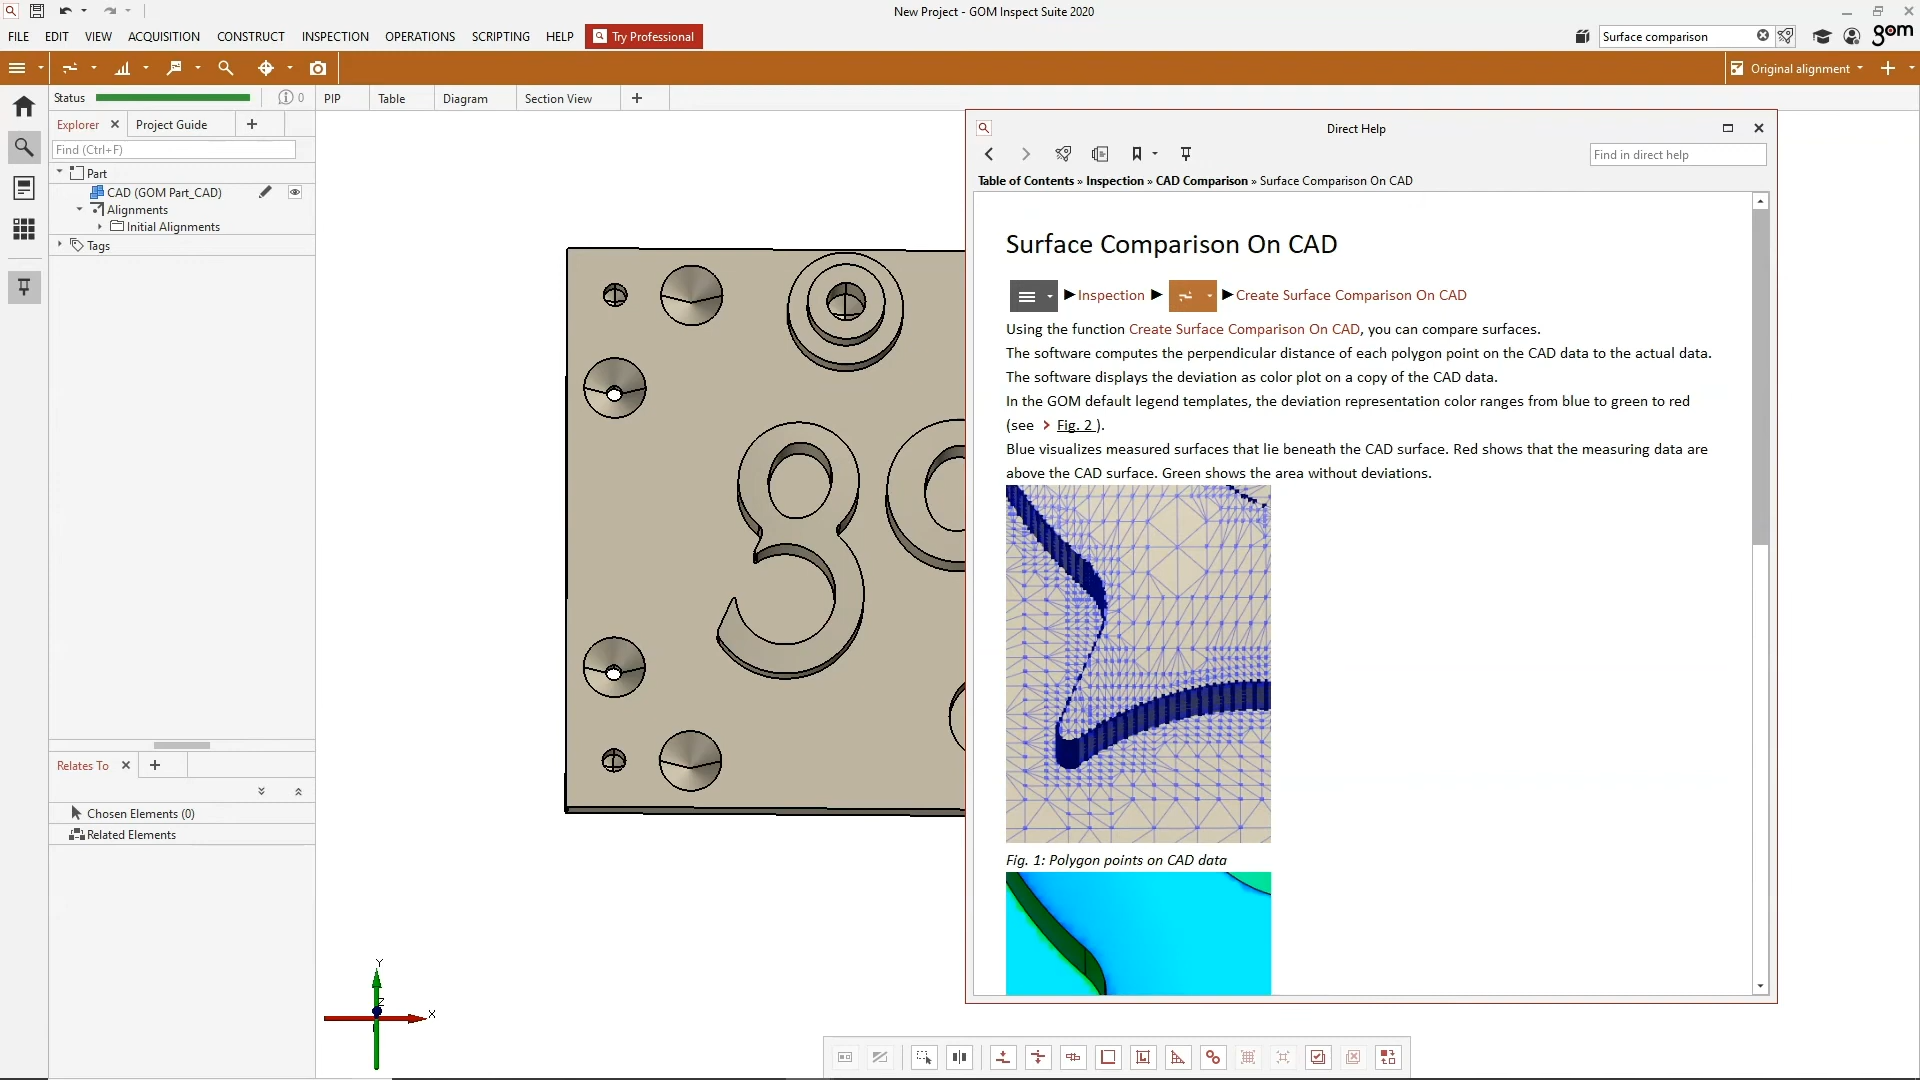 New Project - GOM Inspect Suite 2020
FILE EDIT VIEW ACQUISITION CONSTRUCT INSPECTION OPERATIONS SCRIPTING HELP Try Professional
Surface comparison
gom
Original alignment
Status
0
PIP Table Diagram Section View
Explorer Project Guide
Find (Ctrl+F)
Part
CAD (GOM Part_CAD)
Alignments
Initial Alignments
Tags
Relates To
Chosen Elements (0)
Related Elements
3
Y
Z
X
Direct Help
Find in direct help
Table of Contents » Inspection » CAD Comparison » Surface Comparison On CAD
Surface Comparison On CAD
Inspection Create Surface Comparison On CAD
Using the function Create Surface Comparison On CAD, you can compare surfaces.
The software computes the perpendicular distance of each polygon point on the CAD data to the actual data.
The software displays the deviation as color plot on a copy of the CAD data.
In the GOM default legend templates, the deviation representation color ranges from blue to green to red
(see > Fig. 2 ).
Blue visualizes measured surfaces that lie beneath the CAD surface. Red shows that the measuring data are
above the CAD surface. Green shows the area without deviations.
Fig. 1: Polygon points on CAD data